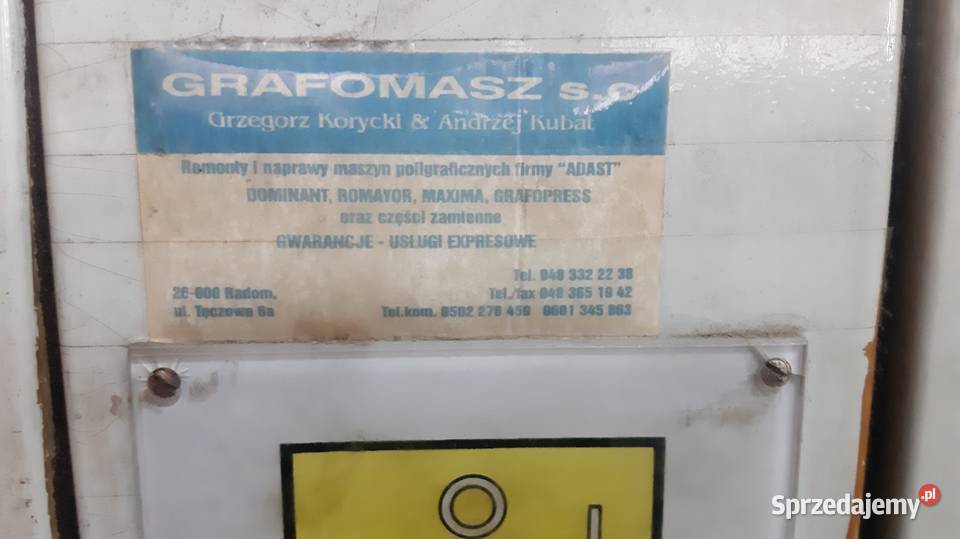 GRAFOMASZ s.c
Grzegorz Korycki & Andrzej Kubat
Remonty i naprawy maszyn poligraficznych firmy "ADAST"
DOMINANT, ROMAYOR, MAXIMA, GRAFOPRESS
oraz części zamienne
GWARANCJE - USŁUGI EXPRESOWE
Tel. 048 332 22 38
26-600 Radom, Tel./fax 048 365 10 42
ul. Tęczowa 6a Tel.kom. 0502 276 459 0601 345 863
Sprzedajemy.pl